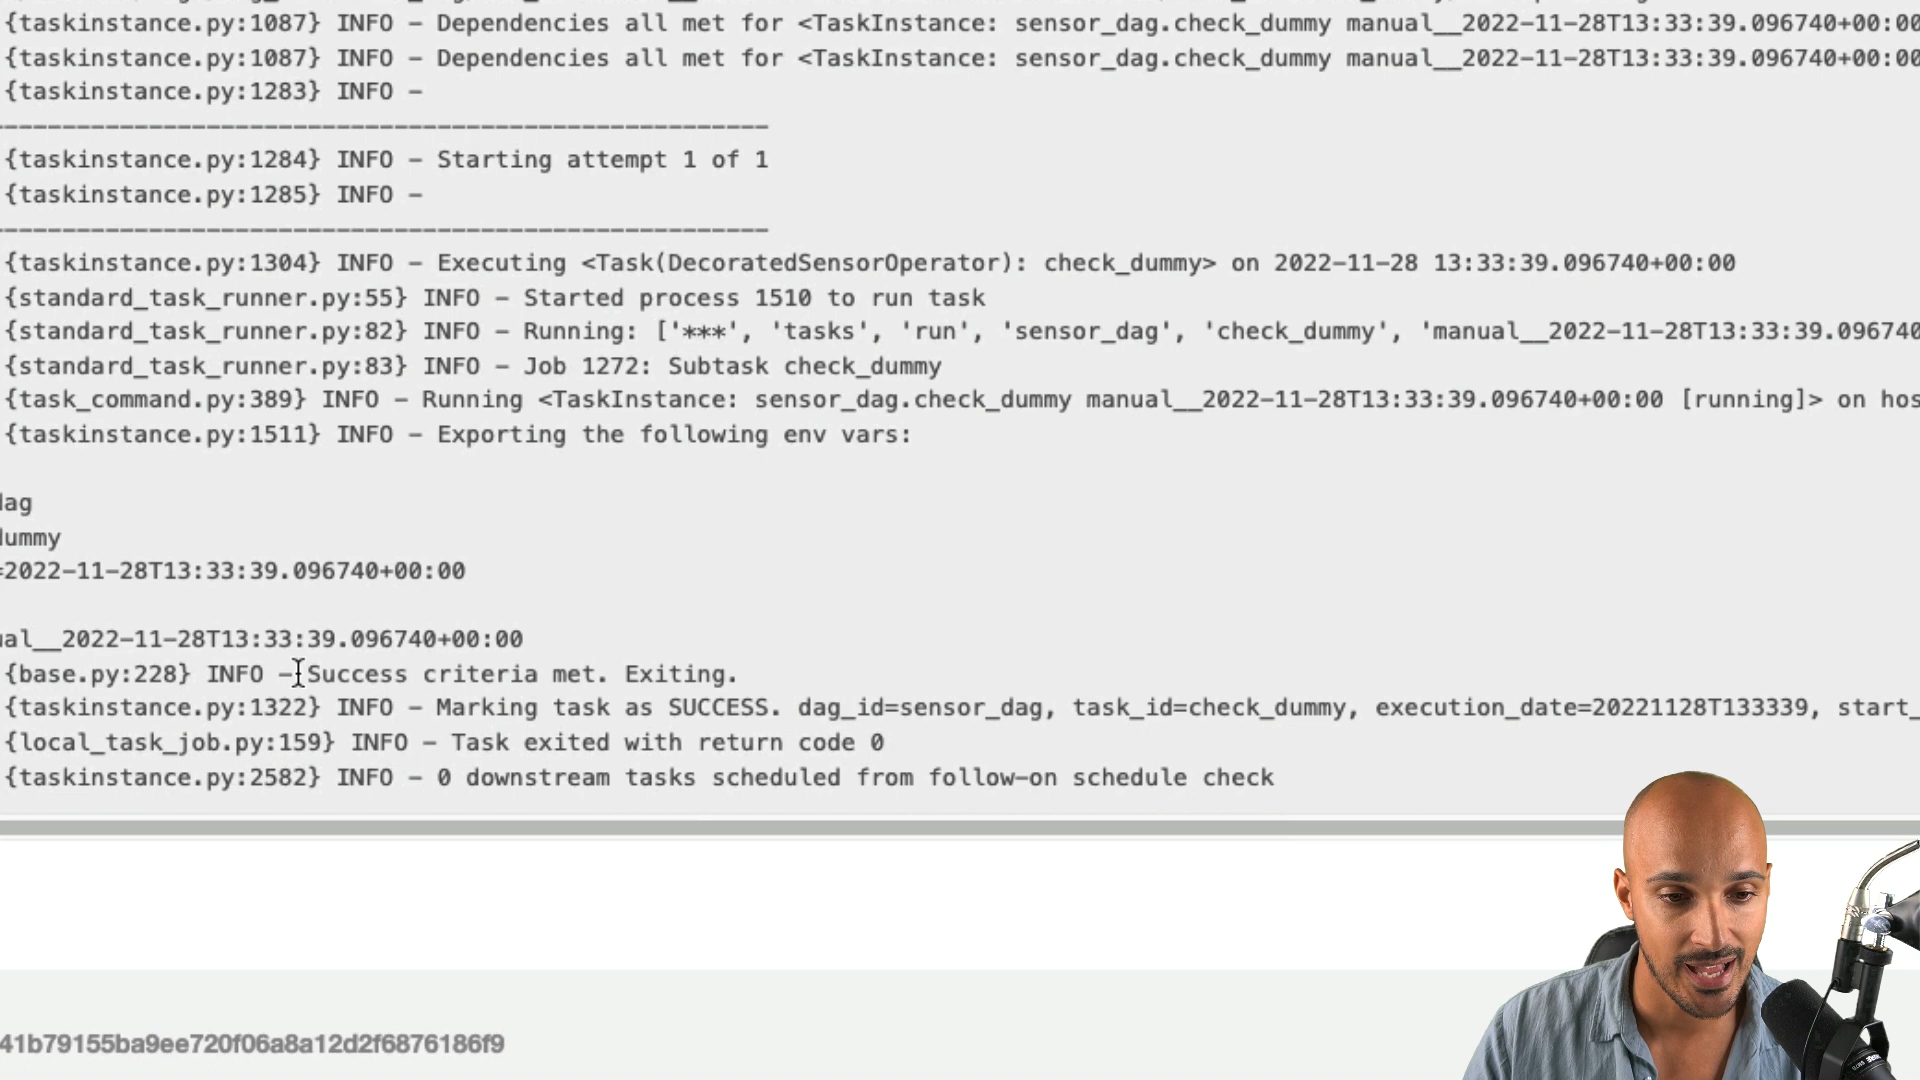 {taskinstance.py:1087} INFO - Dependencies all met for <TaskInstance: sensor_dag.check_dummy manual__2022-11-28T13:33:39.096740+00:00
{taskinstance.py:1087} INFO - Dependencies all met for <TaskInstance: sensor_dag.check_dummy manual__2022-11-28T13:33:39.096740+00:00
{taskinstance.py:1283} INFO -
--------------------------------------------------------------------------------
{taskinstance.py:1284} INFO - Starting attempt 1 of 1
{taskinstance.py:1285} INFO -
--------------------------------------------------------------------------------
{taskinstance.py:1304} INFO - Executing <Task(DecoratedSensorOperator): check_dummy> on 2022-11-28 13:33:39.096740+00:00
{standard_task_runner.py:55} INFO - Started process 1510 to run task
{standard_task_runner.py:82} INFO - Running: ['***', 'tasks', 'run', 'sensor_dag', 'check_dummy', 'manual__2022-11-28T13:33:39.096740
{standard_task_runner.py:83} INFO - Job 1272: Subtask check_dummy
{task_command.py:389} INFO - Running <TaskInstance: sensor_dag.check_dummy manual__2022-11-28T13:33:39.096740+00:00 [running]> on hos
{taskinstance.py:1511} INFO - Exporting the following env vars:
dag
dummy
=2022-11-28T13:33:39.096740+00:00
ual__2022-11-28T13:33:39.096740+00:00
{base.py:228} INFO - Success criteria met. Exiting.
{taskinstance.py:1322} INFO - Marking task as SUCCESS. dag_id=sensor_dag, task_id=check_dummy, execution_date=20221128T133339, start_
{local_task_job.py:159} INFO - Task exited with return code 0
{taskinstance.py:2582} INFO - 0 downstream tasks scheduled from follow-on schedule check
41b79155ba9ee720f06a8a12d2f6876186f9